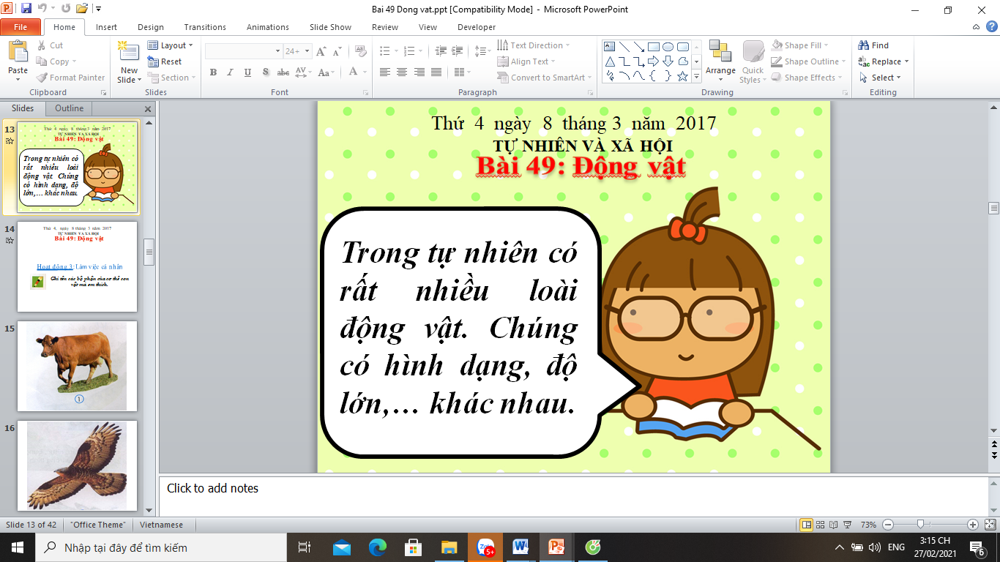 Bai 49 Dong vat.ppt [Compatibility Mode] - Microsoft PowerPoint
File Home Insert Design Transitions Animations Slide Show Review View Developer
Paste
Cut
Copy
Format Painter
Clipboard
New Slide
Layout
Reset
Section
Slides
24+
Font
Text Direction
Align Text
Convert to SmartArt
Paragraph
Arrange
Quick Styles
Shape Fill
Shape Outline
Shape Effects
Drawing
Find
Replace
Select
Editing
Slides Outline
13
Thứ 4 ngày 8 tháng 3 năm 2017
TỰ NHIÊN VÀ XÃ HỘI
Bài 49: Động vật
Trong tự nhiên có
rất nhiều loài
động vật. Chúng
có hình dạng, độ
lớn,… khác nhau.
14
Thứ 4, ngày 8 tháng 3 năm 2017
TỰ NHIÊN VÀ XÃ HỘI
Bài 49: Động vật
Hoạt động 3: Làm việc cá nhân
Ghi tên các bộ phận của cơ thể con
vật mà em thích.
15
1
16
Thứ 4 ngày 8 tháng 3 năm 2017
TỰ NHIÊN VÀ XÃ HỘI
Bài 49: Động vật
Trong tự nhiên có
rất nhiều loài
động vật. Chúng
có hình dạng, độ
lớn,… khác nhau.
Click to add notes
Slide 13 of 42 "Office Theme" Vietnamese 73%
Nhập tại đây để tìm kiếm
5+
ENG
3:15 CH
27/02/2021
6